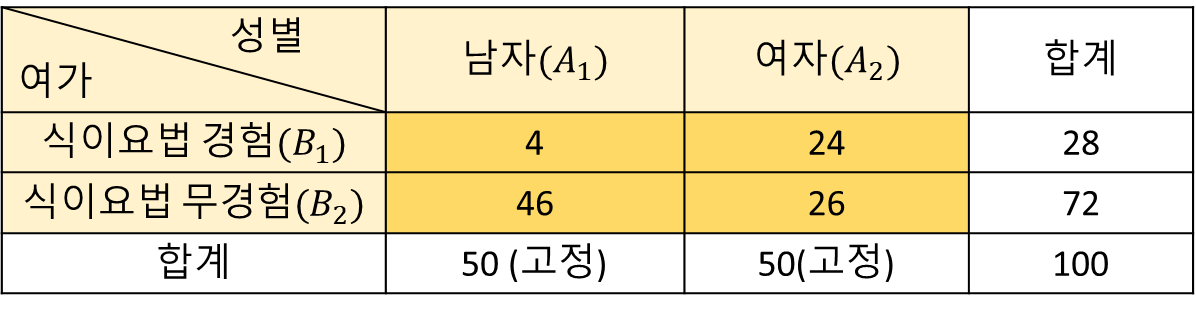 성별
여가
남자(A₁)
여자(A₂)
합계
식이요법 경험(B₁)
4
24
28
식이요법 무경험(B₂)
46
26
72
합계
50 (고정)
50(고정)
100